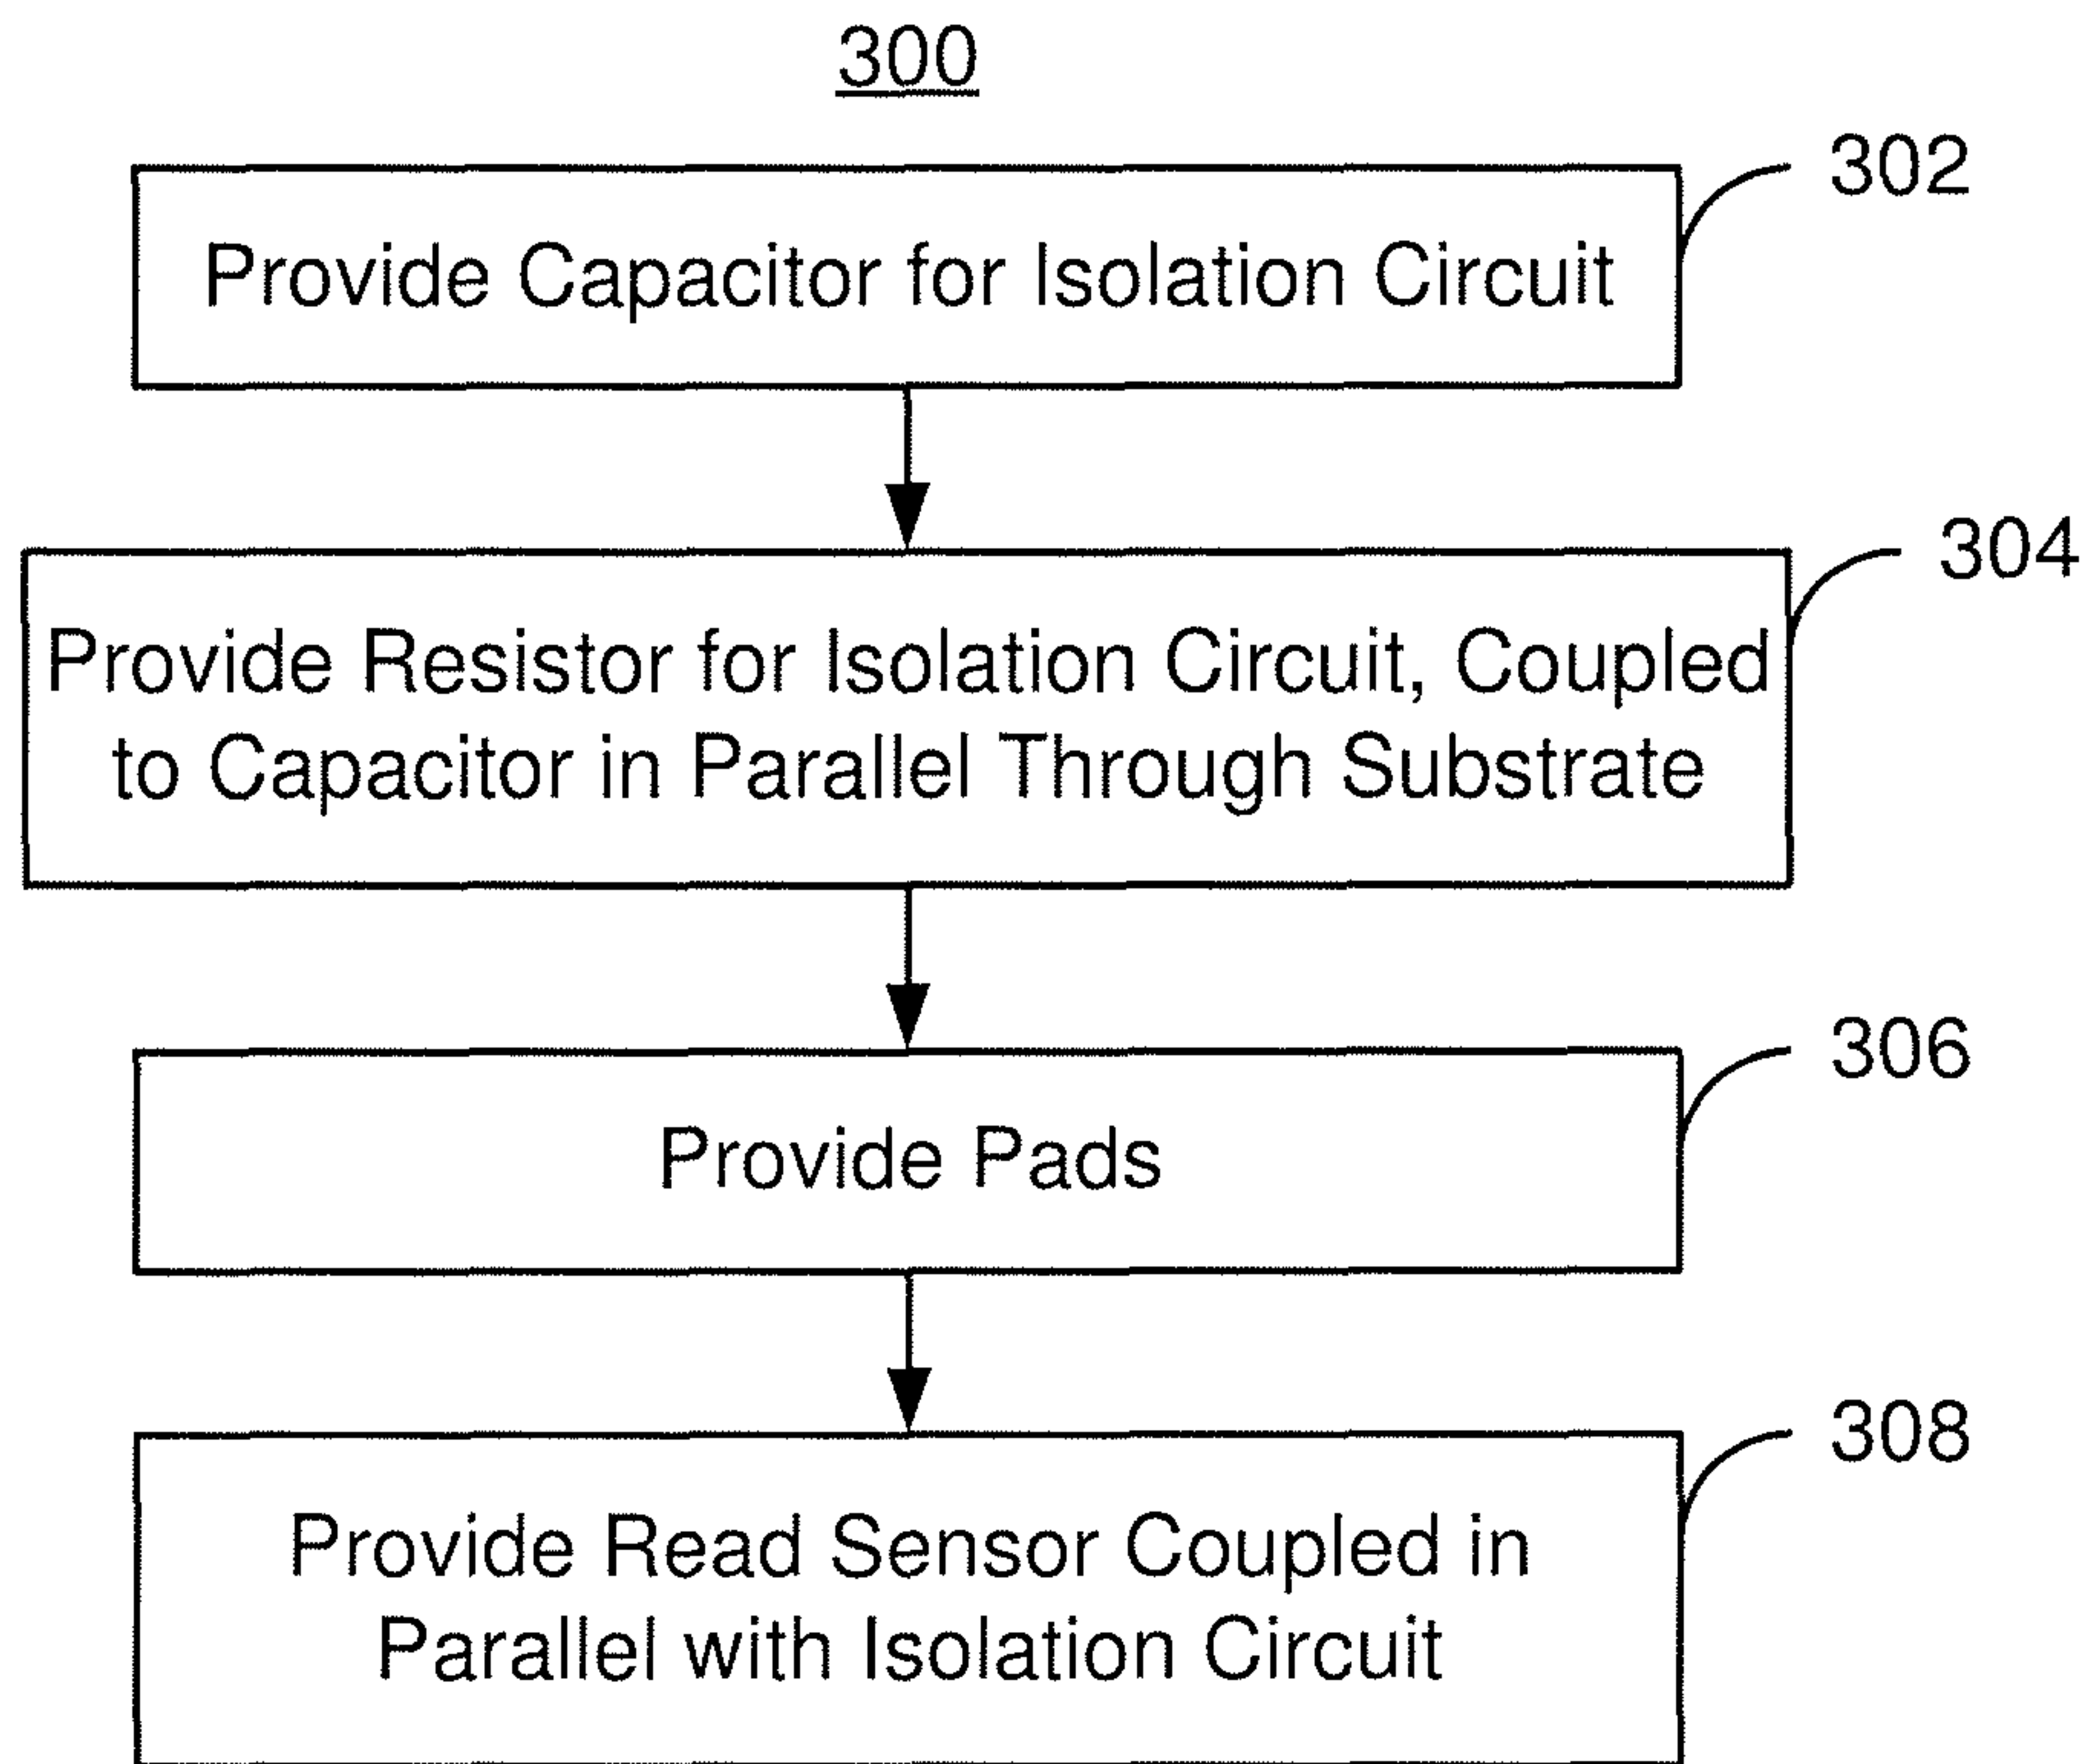 300
302
Provide Capacitor for Isolation Circuit
304
Provide Resistor for Isolation Circuit, Coupled
to Capacitor in Parallel Through Substrate
306
Provide Pads
308
Provide Read Sensor Coupled in
Parallel with Isolation Circuit